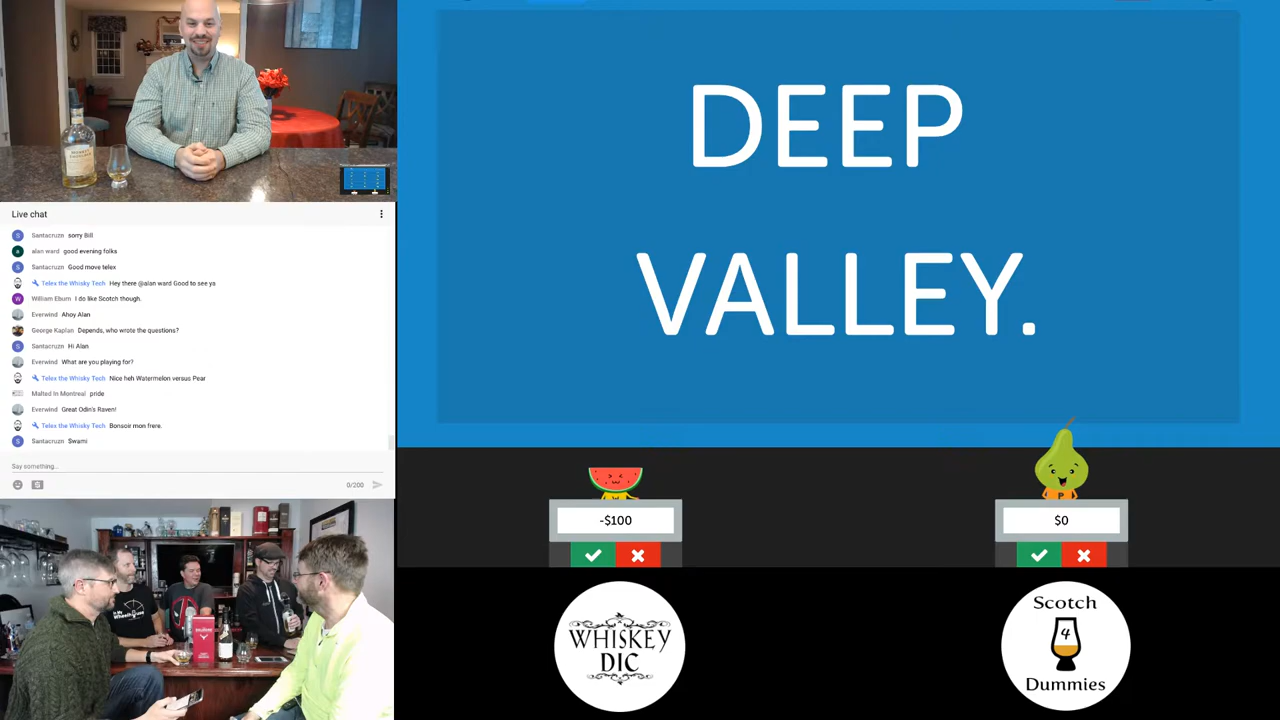 DEEP
VALLEY.
Live chat
Santacruzn sorry Bill
alan ward good evening folks
Santacruzn Good move telex
Telex the Whisky Tech Hey there @alan ward Good to see ya
William Eburn I do like Scotch though.
Everwind Ahoy Alan
George Kaplan Depends, who wrote the questions?
Santacruzn Hi Alan
Everwind What are you playing for?
Telex the Whisky Tech Nice heh Watermelon versus Pear
Malted In Montreal pride
Everwind Great Odin's Raven!
Telex the Whisky Tech Bonsoir mon frere.
Santacruzn Swami
Say something...
0/200
-$100
P
$0
WHISKEY
DIC
Scotch
4
Dummies